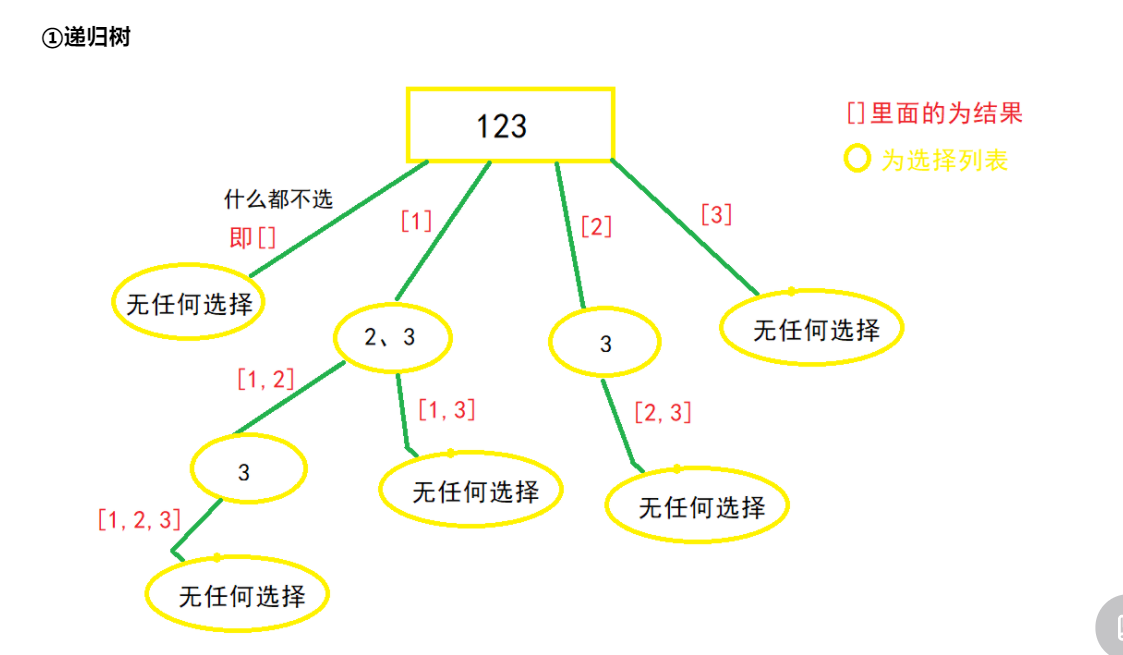 ①递归树
123
[]里面的为结果
为选择列表
什么都不选
即[]
[1]
[2]
[3]
无任何选择
2、3
3
无任何选择
[1,2]
[1,3]
[2,3]
3
无任何选择
无任何选择
[1,2,3]
无任何选择